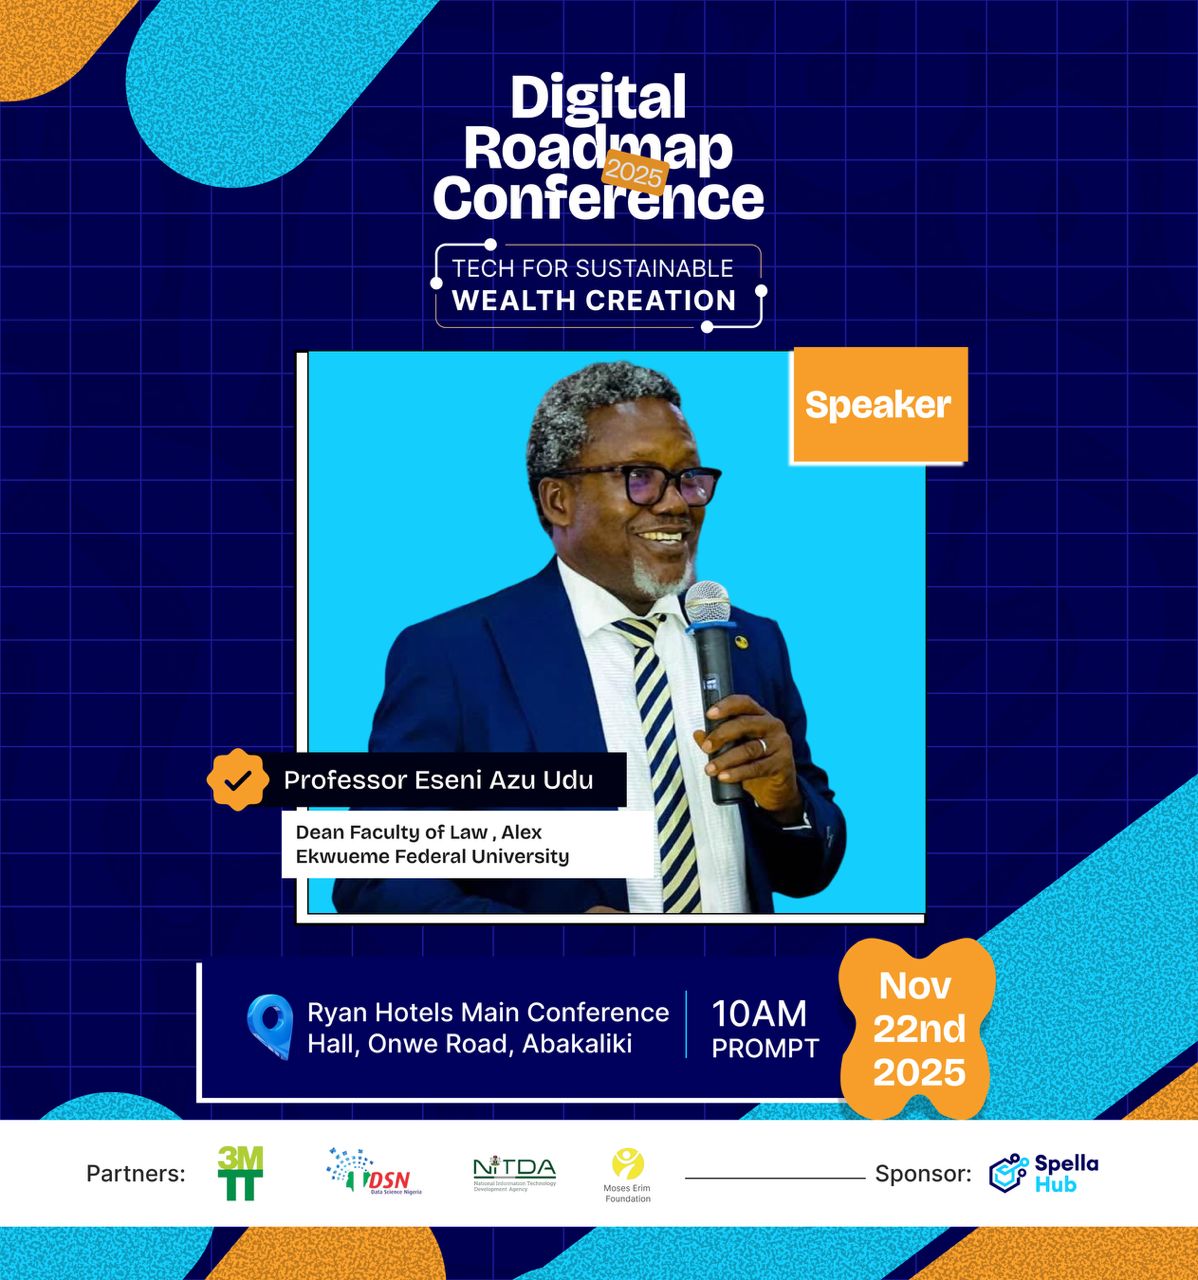 Digital
Roadmap
2025
Conference
TECH FOR SUSTAINABLE
WEALTH CREATION
Speaker
Professor Eseni Azu Udu
Dean Faculty of Law , Alex
Ekwueme Federal University
Ryan Hotels Main Conference
Hall, Onwe Road, Abakaliki
10AM
PROMPT
Nov
22nd
2025
Partners:
3M
TT
DSN
Data Science Nigeria
NiTDA
National Information Technology
Development Agency
Moses Erim
Foundation
Sponsor:
Spella
Hub